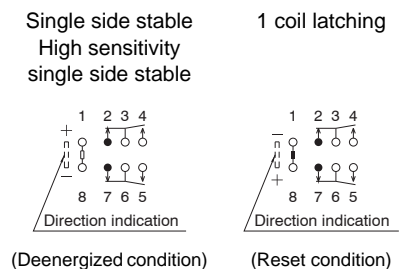 Single side stable
High sensitivity
single side stable
1 2 3 4
+
−
8 7 6 5
Direction indication
(Deenergized condition)
1 coil latching
1 2 3 4
−
+
8 7 6 5
Direction indication
(Reset condition)